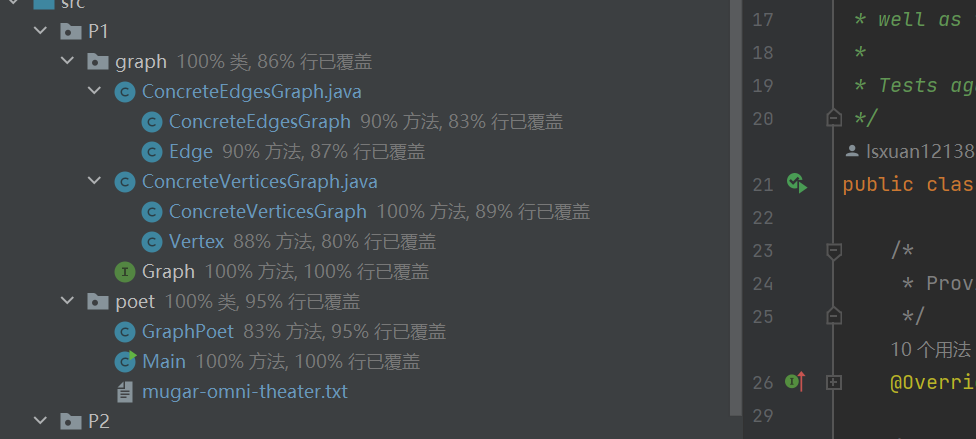 src
P1
graph 100% 类, 86% 行已覆盖
ConcreteEdgesGraph.java
ConcreteEdgesGraph 90% 方法, 83% 行已覆盖
Edge 90% 方法, 87% 行已覆盖
ConcreteVerticesGraph.java
ConcreteVerticesGraph 100% 方法, 89% 行已覆盖
Vertex 88% 方法, 80% 行已覆盖
Graph 100% 方法, 100% 行已覆盖
poet 100% 类, 95% 行已覆盖
GraphPoet 83% 方法, 95% 行已覆盖
Main 100% 方法, 100% 行已覆盖
mugar-omni-theater.txt
P2
17 * well as
18 *
19 * Tests aga
20 */
lsxuan12138
21 public clas
22
23 /*
24 * Prov
25 */
10 个用法
26 @Overri
29